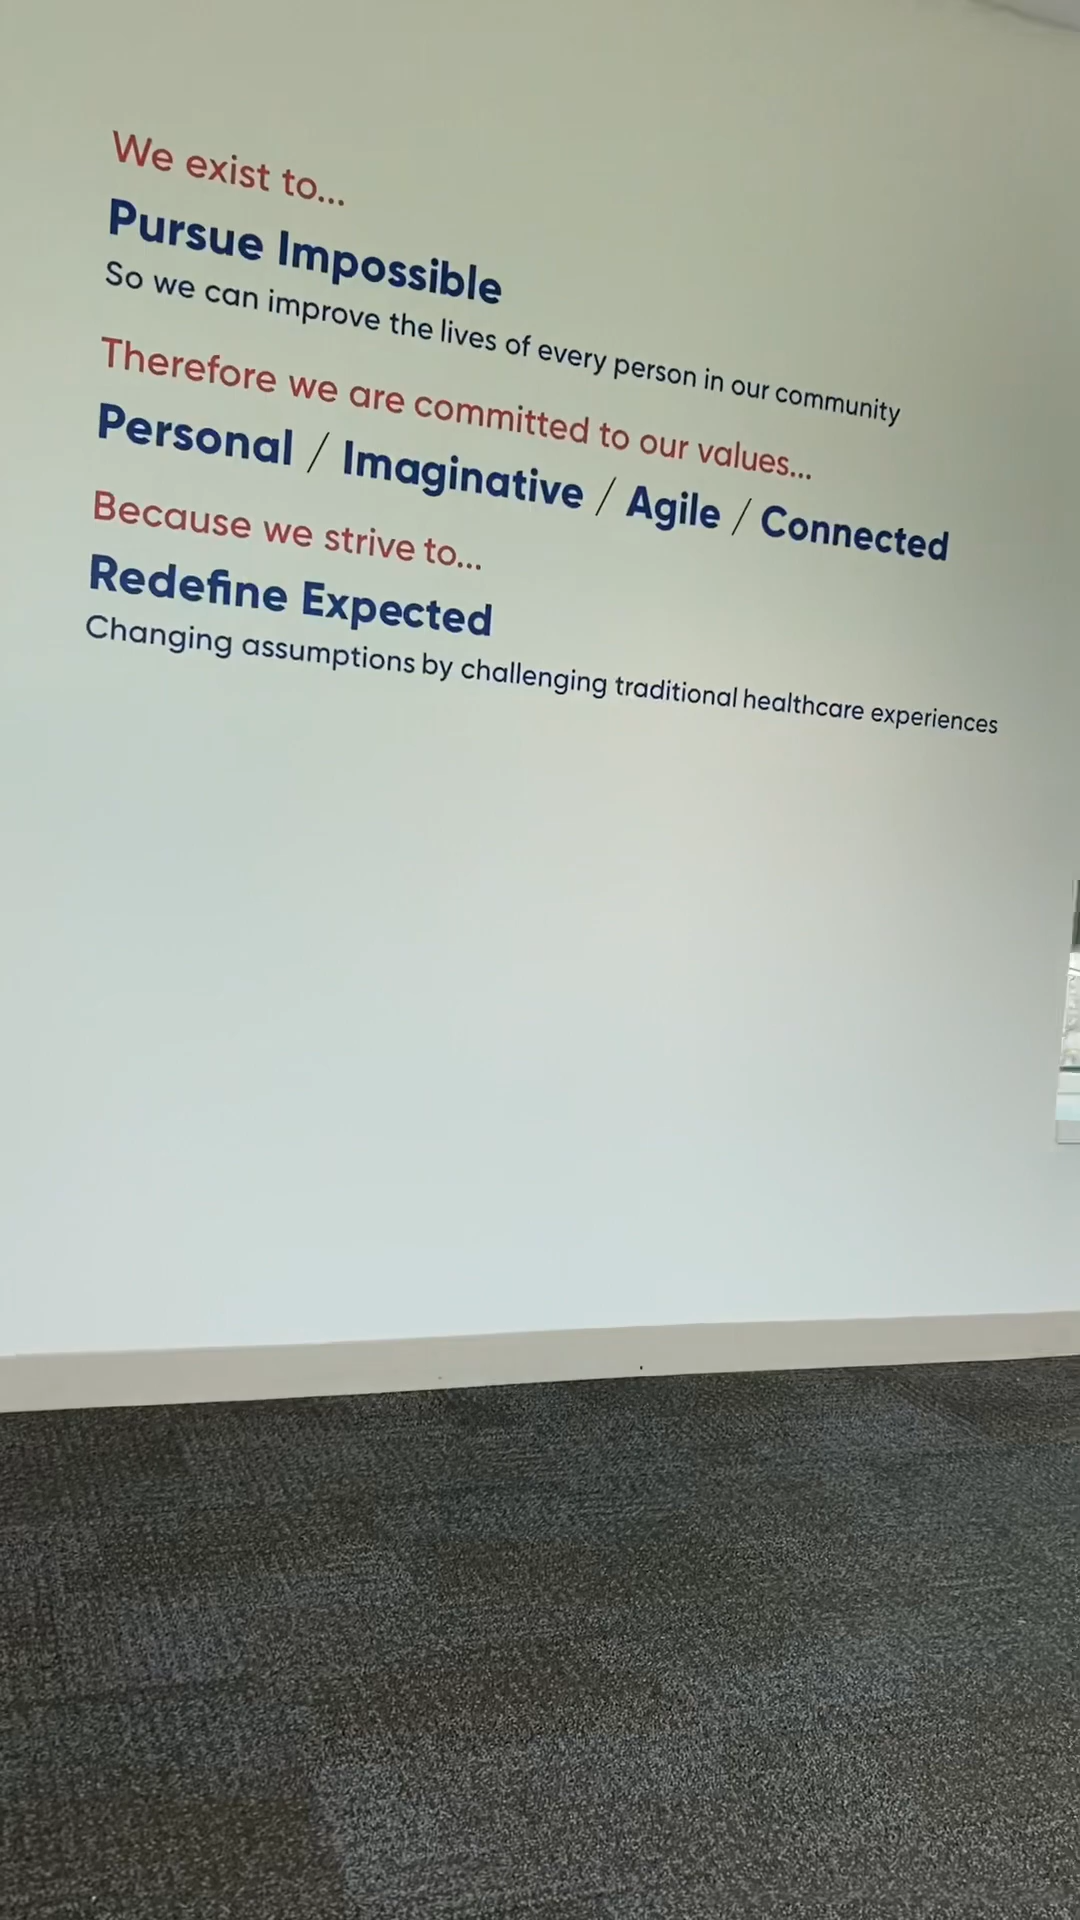 We exist to...
Pursue Impossible
So we can improve the lives of every person in our community
Therefore we are committed to our values...
Personal / Imaginative / Agile / Connected
Because we strive to...
Redefine Expected
Changing assumptions by challenging traditional healthcare experiences